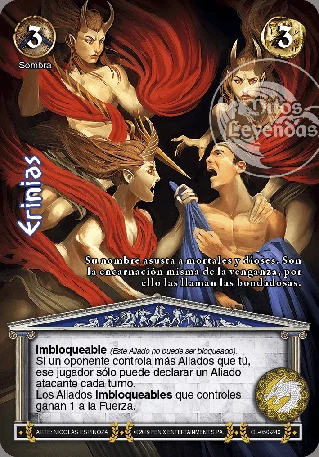 3
3
Sombra
Mitos
y
Leyendas
Erinias
Su nombre asusta a mortales y dioses. Son
la encarnación misma de la venganza, por
ello las llaman las bondadosas.
Imbloqueable (Este Aliado no puede ser bloqueado).
Si un oponente controla más Aliados que tú,
ese jugador sólo puede declarar un Aliado
atacante cada turno.
Los Aliados Imbloqueables que controles
ganan 1 a la Fuerza.
ARTE: NICOLÁS ESPINOZA